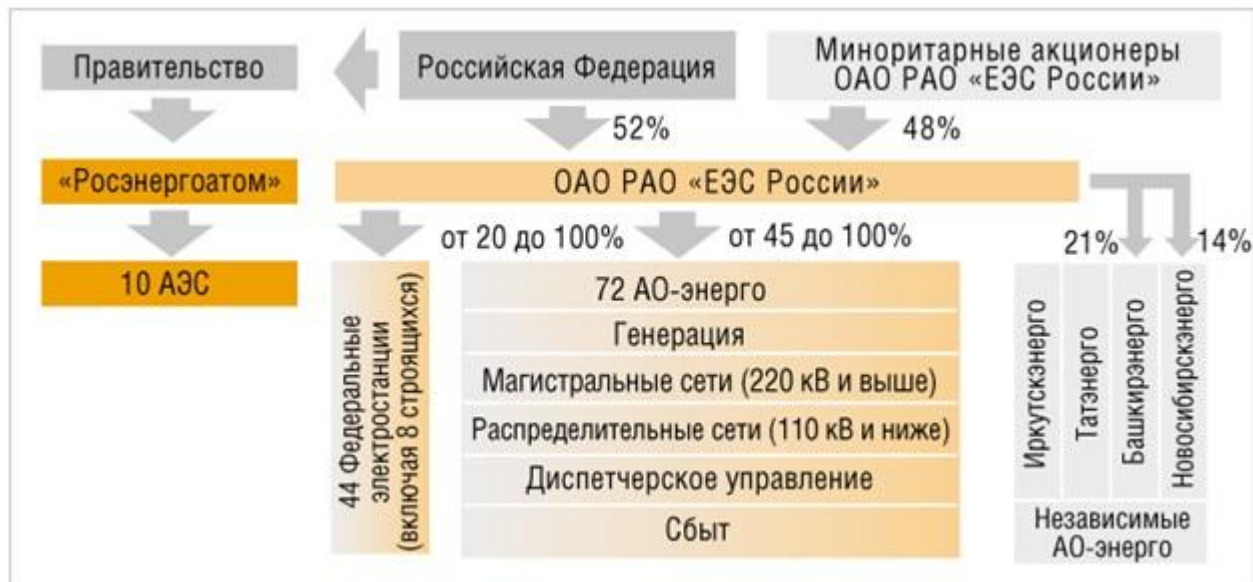 Правительство
Российская Федерация
Миноритарные акционеры
ОАО РАО «ЕЭС России»
52%
48%
«Росэнергоатом»
ОАО РАО «ЕЭС России»
от 20 до 100%
от 45 до 100%
21%
14%
10 АЭС
44 Федеральные
электростанции
(включая 8 строящихся)
72 АО-энерго
Генерация
Магистральные сети (220 кВ и выше)
Распределительные сети (110 кВ и ниже)
Диспетчерское управление
Сбыт
Иркутскэнерго
Татэнерго
Башкирэнерго
Новосибирскэнерго
Независимые
АО-энерго